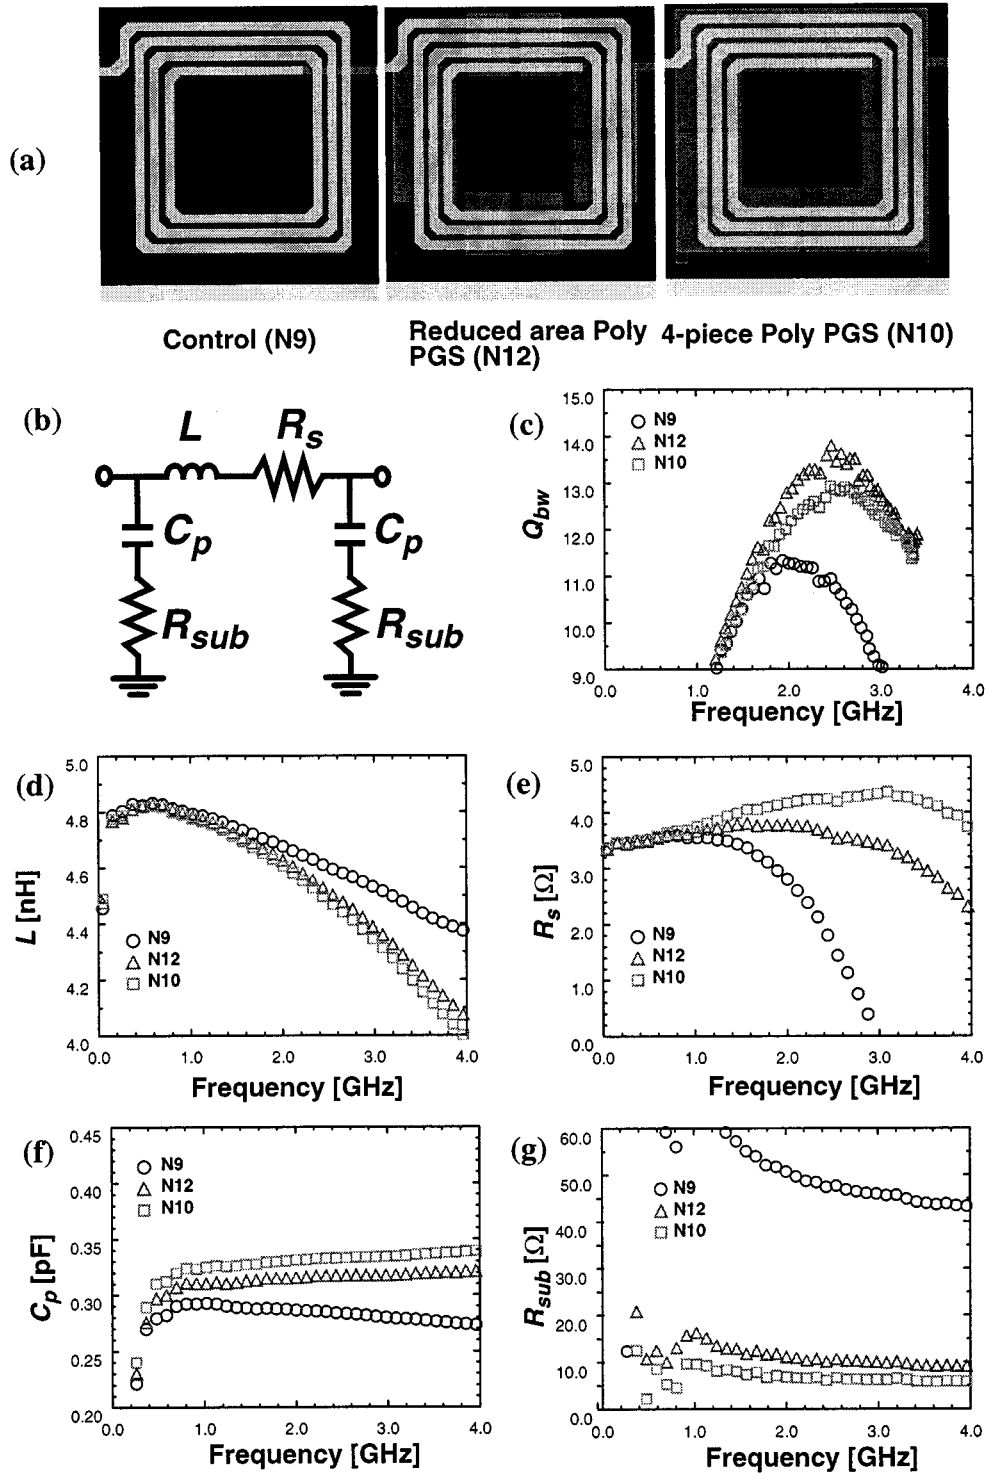 (a)
Control (N9)
Reduced area Poly
PGS (N12)
4-piece Poly PGS (N10)
(b)
L
Rs
Cp
Cp
Rsub
Rsub
(c)
15.0
14.0
13.0
12.0
11.0
10.0
9.0
Qbw
N9
N12
N10
0.0 1.0 2.0 3.0 4.0
Frequency [GHz]
(d)
5.0
4.8
4.6
4.4
4.2
4.0
L [nH]
N9
N12
N10
0.0 1.0 2.0 3.0 4.0
Frequency [GHz]
(e)
5.0
4.0
3.0
2.0
1.0
0.0
Rs [Ω]
N9
N12
N10
0.0 1.0 2.0 3.0 4.0
Frequency [GHz]
(f)
0.45
0.40
0.35
0.30
0.25
0.20
Cp [pF]
N9
N12
N10
0.0 1.0 2.0 3.0 4.0
Frequency [GHz]
(g)
60.0
50.0
40.0
30.0
20.0
10.0
0.0
Rsub [Ω]
N9
N12
N10
0.0 1.0 2.0 3.0 4.0
Frequency [GHz]